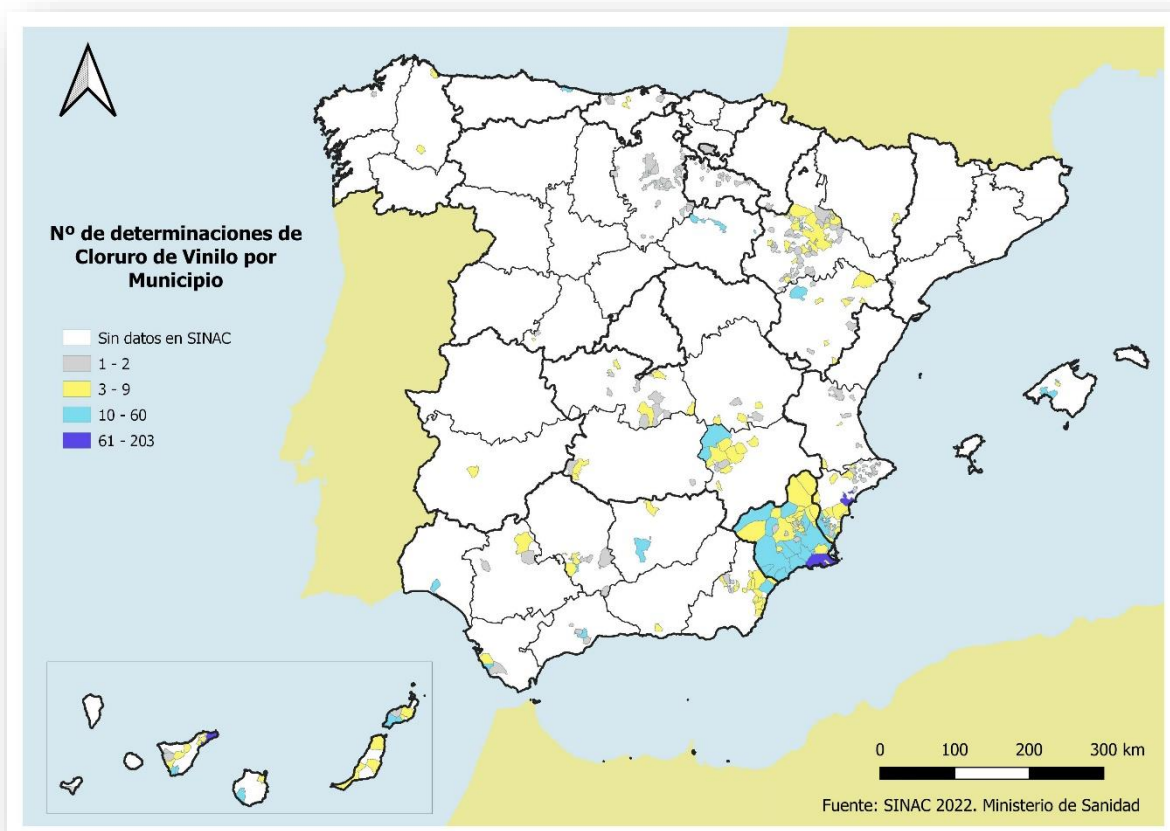 Nº de determinaciones de
Cloruro de Vinilo por
Municipio
Sin datos en SINAC
1 - 2
3 - 9
10 - 60
61 - 203
0 100 200 300 km
Fuente: SINAC 2022. Ministerio de Sanidad